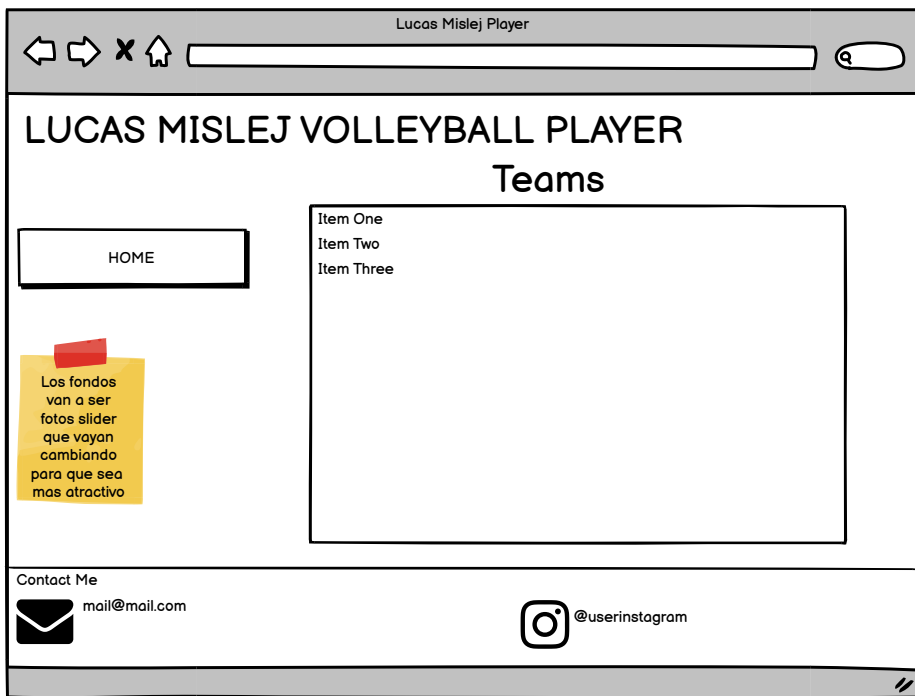 Lucas Mislej Player
LUCAS MISLEJ VOLLEYBALL PLAYER
Teams
HOME
Item One
Item Two
Item Three
Los fondos
van a ser
fotos slider
que vayan
cambiando
para que sea
mas atractivo
Contact Me
mail@mail.com
@userinstagram